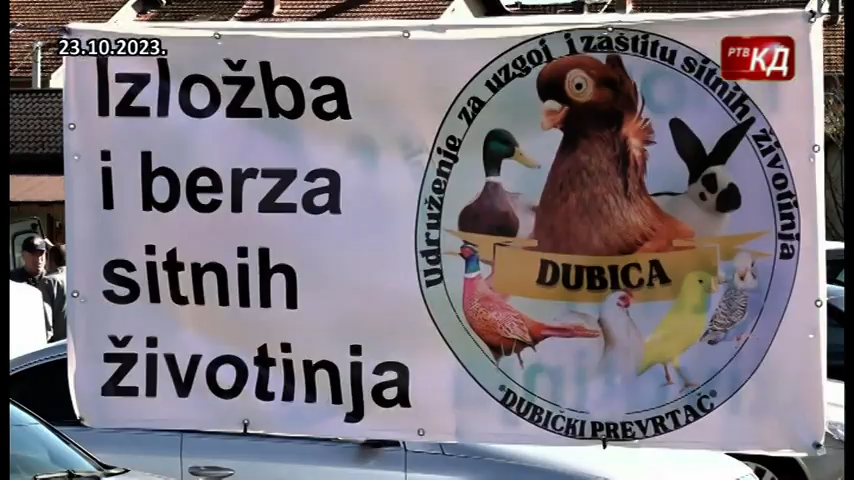 23.10.2023.
РТВ КД
Izložba
i berza
sitnih
životinja
Udruženje za uzgoj i zaštitu sitnih životinja
DUBICA
"DUBIČKI PREVRTAČ"